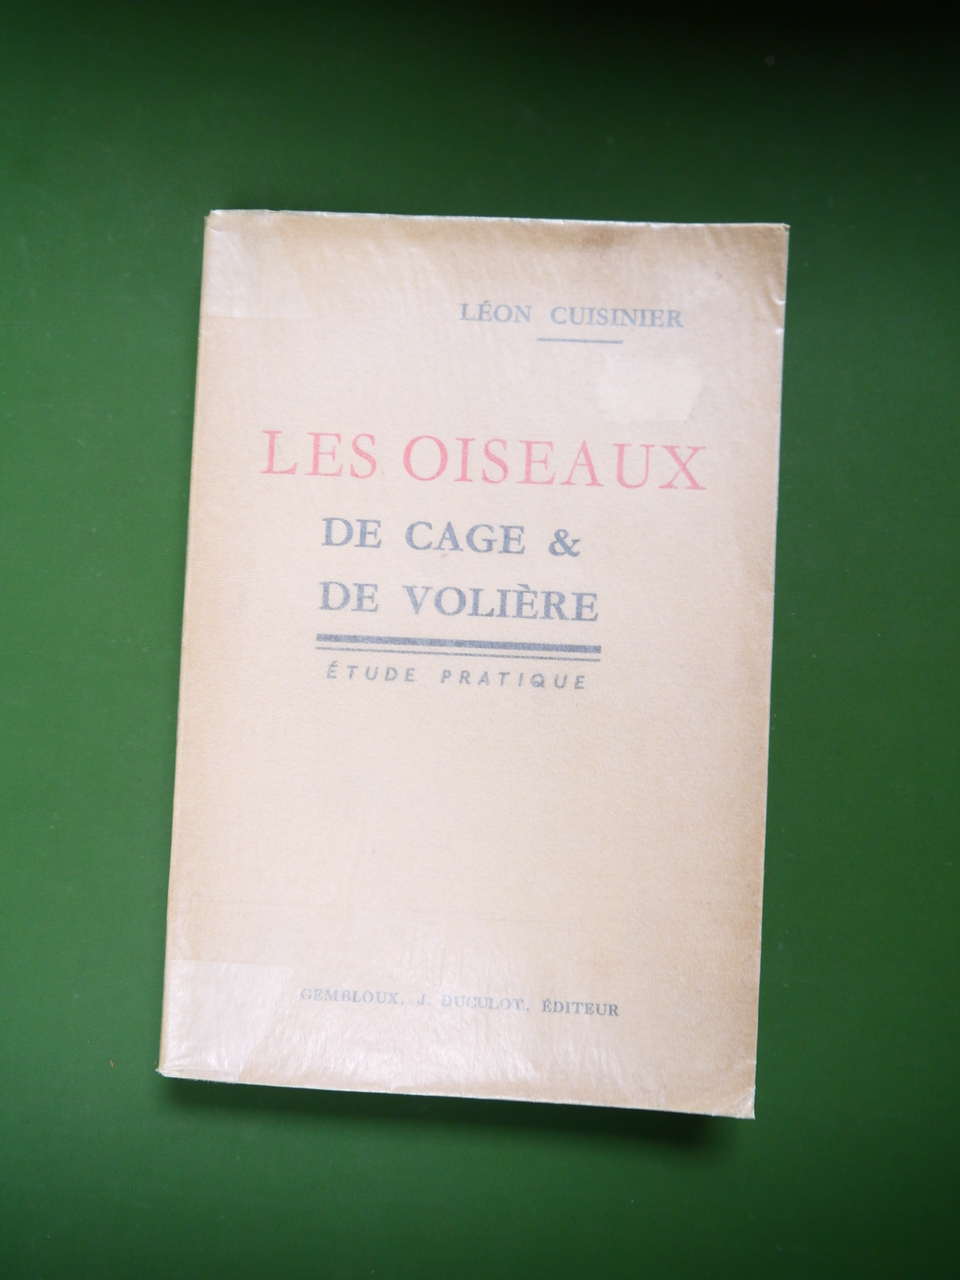 LÉON CUISINIER
LES OISEAUX
DE CAGE &
DE VOLIÈRE
ÉTUDE PRATIQUE
GEMBLOUX, J. DUCULOT, ÉDITEUR